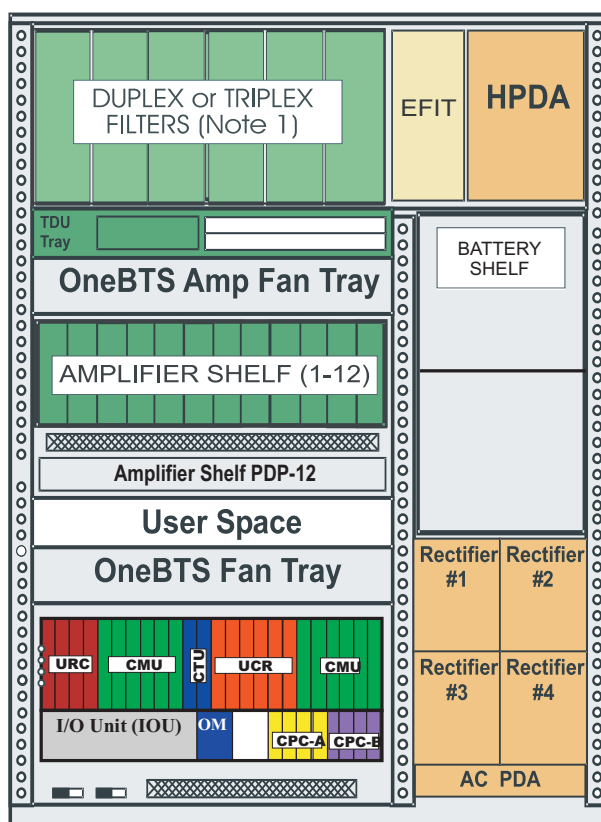 DUPLEX or TRIPLEX
FILTERS (Note 1)
EFIT
HPDA
TDU
Tray
OneBTS Amp Fan Tray
BATTERY
SHELF
AMPLIFIER SHELF (1-12)
Amplifier Shelf PDP-12
User Space
OneBTS Fan Tray
Rectifier
#1
Rectifier
#2
URC
CMU
CTU
UCR
CMU
Rectifier
#3
Rectifier
#4
I/O Unit (IOU)
OM
CPC-A
CPC-B
AC PDA